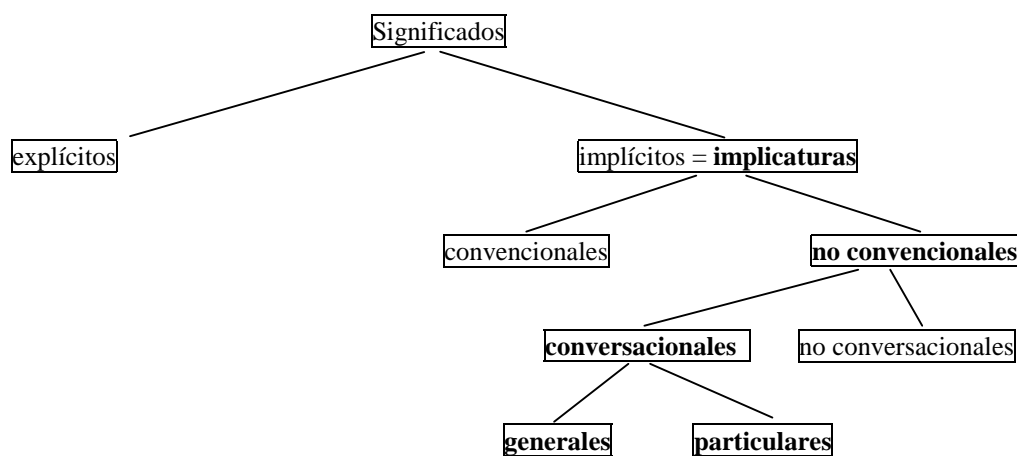 Significados
explícitos
implícitos = implicaturas
convencionales
no convencionales
conversacionales
no conversacionales
generales
particulares